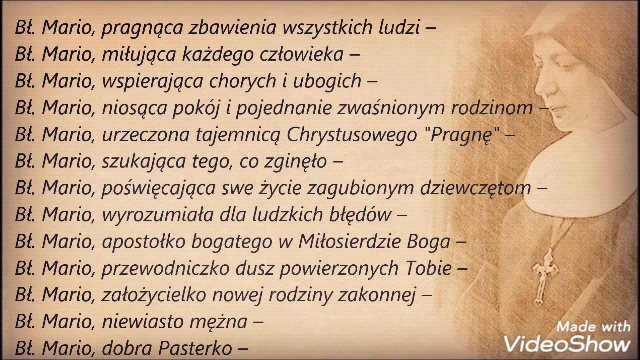 Bł. Mario, pragnąca zbawienia wszystkich ludzi –
Bł. Mario, miłująca każdego człowieka –
Bł. Mario, wspierająca chorych i ubogich –
Bł. Mario, niosąca pokój i pojednanie zwaśnionym rodzinom –
Bł. Mario, urzeczona tajemnicą Chrystusowego "Pragnę" –
Bł. Mario, szukająca tego, co zginęło –
Bł. Mario, poświęcająca swe życie zagubionym dziewczętom –
Bł. Mario, wyrozumiała dla ludzkich błędów –
Bł. Mario, apostołko bogatego w Miłosierdzie Boga –
Bł. Mario, przewodniczko dusz powierzonych Tobie –
Bł. Mario, założycielko nowej rodziny zakonnej –
Bł. Mario, niewiasto mężna –
Bł. Mario, dobra Pasterko –
Made with
VideoShow